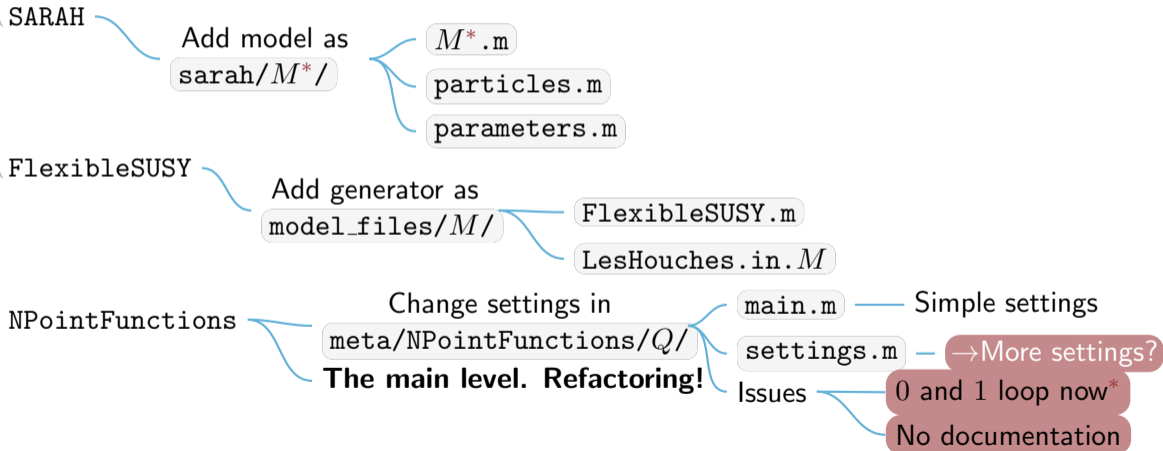 SARAH
Add model as
sarah/M*/
M*.m
particles.m
parameters.m
FlexibleSUSY
Add generator as
model_files/M/
FlexibleSUSY.m
LesHouches.in.M
NPointFunctions
Change settings in
meta/NPointFunctions/Q/
The main level. Refactoring!
main.m
Simple settings
settings.m
→More settings?
Issues
0 and 1 loop now*
No documentation